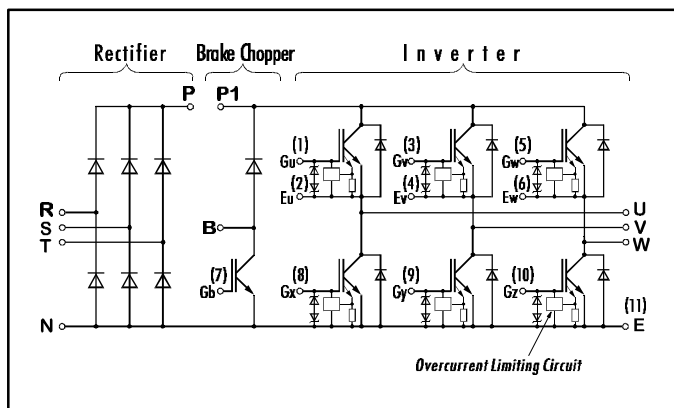 Rectifier Brake Chopper Inverter
P P1
(1) (3) (5)
Gu Gv Gw
(2) (4) (6)
Eu Ev Ew
R U
S B V
T W
(7) (8) (9) (10)
Gb Gx Gy Gz
(11)
N E
Overcurrent Limiting Circuit